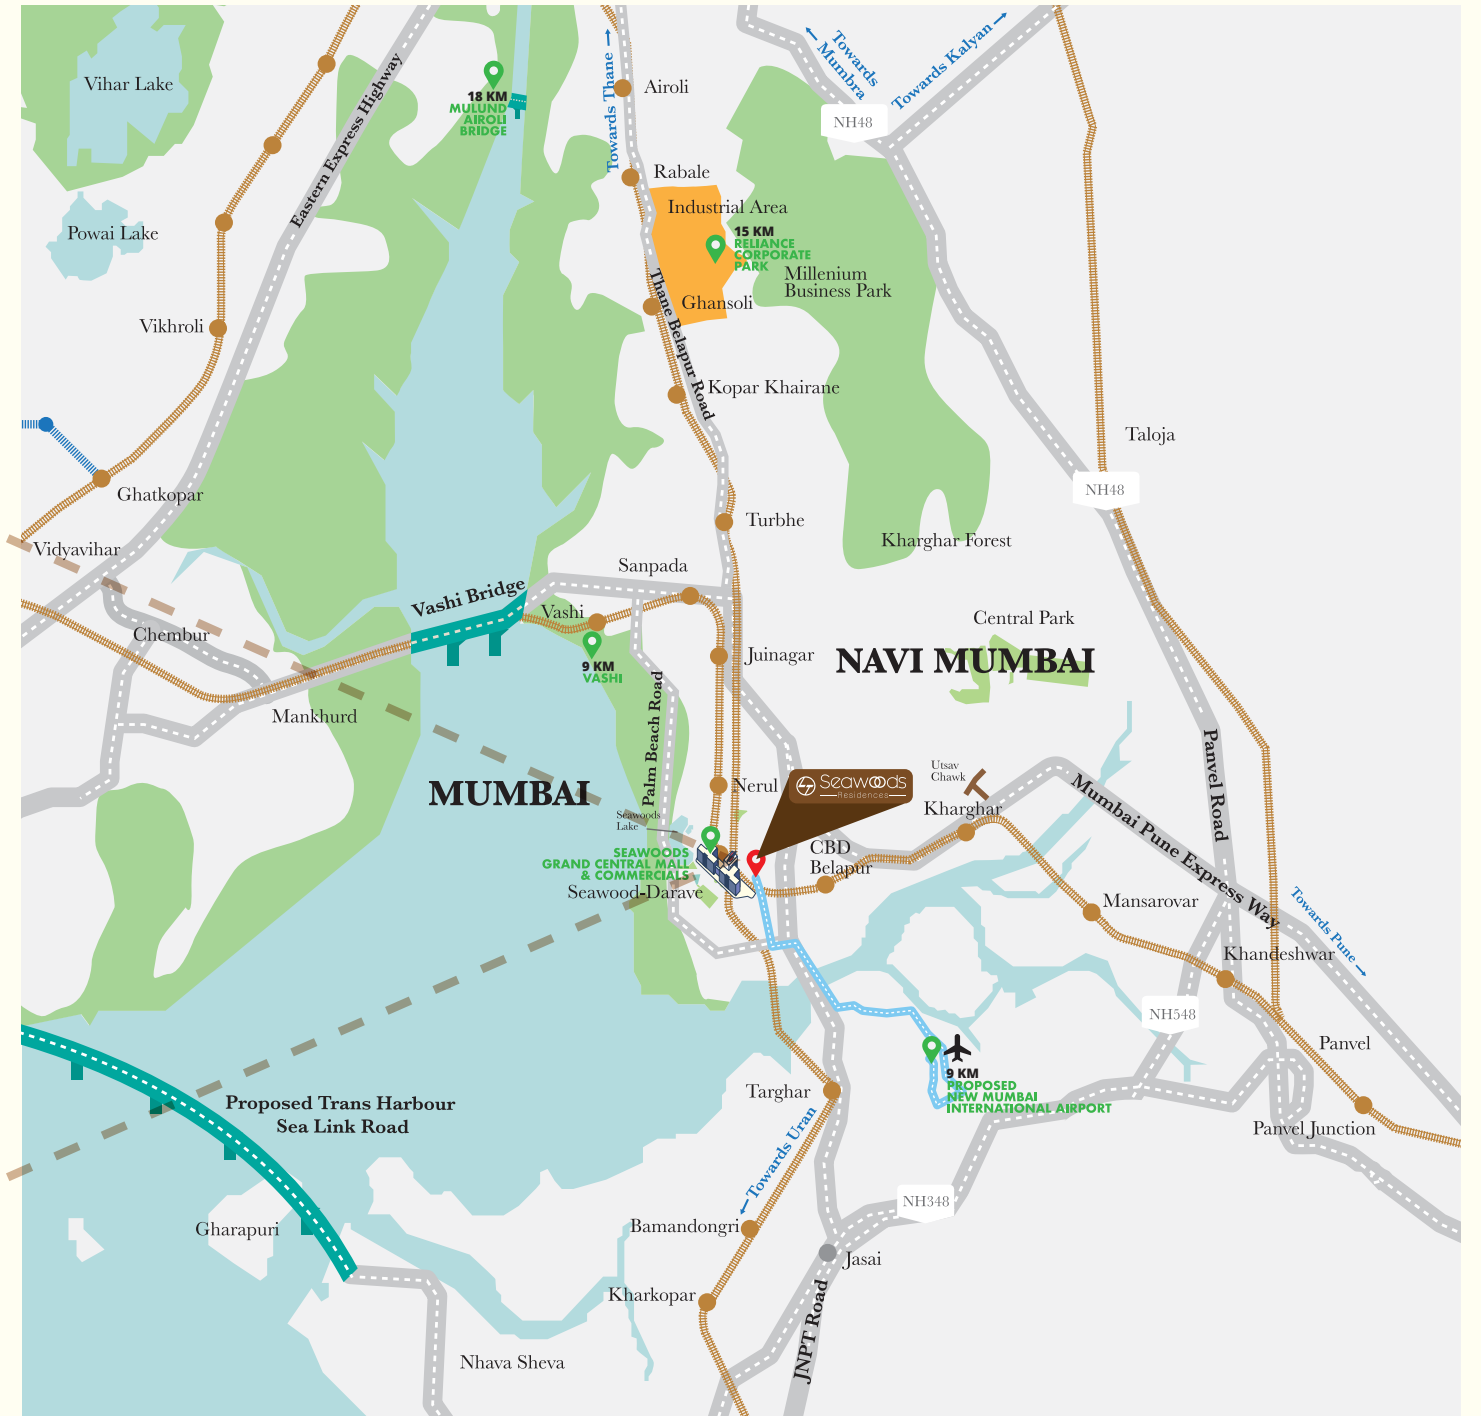 Vihar Lake
18 KM
MULUND
AIROLI
BRIDGE
Towards Thane
Airoli
Towards
Mumbra
Towards Kalyan
NH48
Eastern Express Highway
Rabale
Industrial Area
15 KM
RELIANCE
CORPORATE
PARK
Powai Lake
Millenium
Business Park
Ghansoli
Thane Belapur Road
Vikhroli
Kopar Khairane
Taloja
NH48
Ghatkopar
Turbhe
Kharghar Forest
Vidyavihar
Sanpada
Vashi Bridge
Vashi
Central Park
Chembur
Juinagar
NAVI MUMBAI
9 KM
VASHI
Mankhurd
Palm Beach Road
Panvel Road
MUMBAI
Nerul
Seawoods
Residences
Utsav
Chawk
Kharghar
Mumbai Pune Express Way
Seawoods
Lake
SEAWOODS
GRAND CENTRAL MALL
& COMMERCIALS
Seawood-Darave
CBD
Belapur
Mansarovar
Towards Pune
Khandeshwar
NH548
Panvel
9 KM
PROPOSED
NEW MUMBAI
INTERNATIONAL AIRPORT
Targhar
Proposed Trans Harbour
Sea Link Road
Panvel Junction
Towards Uran
NH348
Gharapuri
Bamandongri
Jasai
Kharkopar
JNPT Road
Nhava Sheva